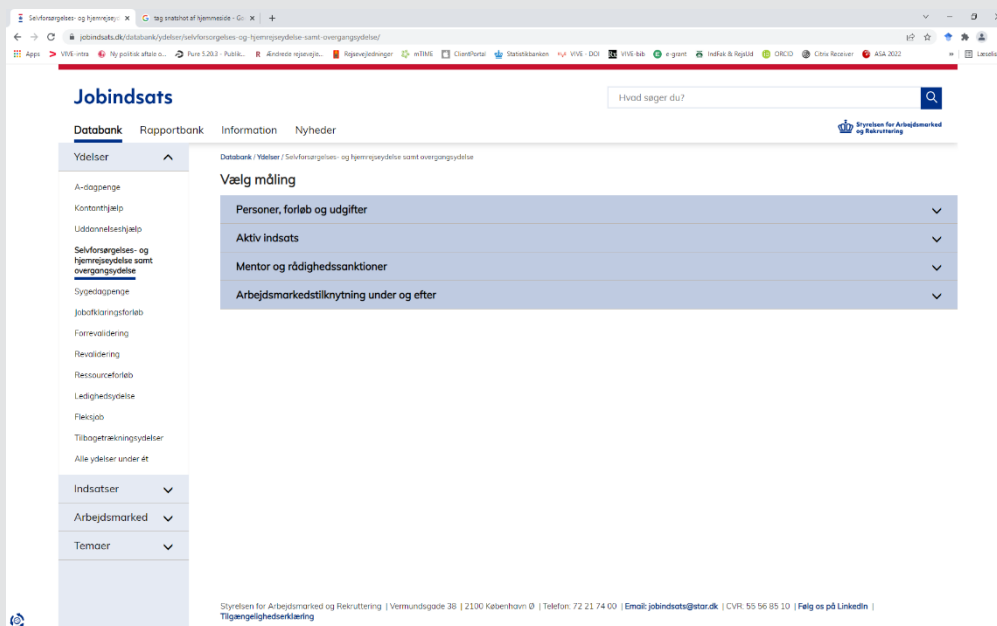 Selvforsørgelses- og hjemrejsey
tag snatshot af hjemmeside - Go
jobindsats.dk/databank/ydelser/selvforsorgelses-og-hjemrejseydelse-samt-overgangsydelse/
Apps VIVE-intra Ny politisk aftale o... Pure 5.20.3 - Publik... Ændrede rejsevejle... Rejsevejledninger mTIME ClientPortal Statistikbanken VIVE - DOI VIVE-bib e-grant IndFak & RejsUd ORCID Citrix Receiver ASA 2022 »
Jobindsats
Hvad søger du?
Databank Rapportbank Information Nyheder
Styrelsen for Arbejdsmarked
og Rekruttering
Ydelser
A-dagpenge
Kontanthjælp
Uddannelseshjælp
Selvforsørgelses- og
hjemrejseydelse samt
overgangsydelse
Sygedagpenge
Jobafklaringsforløb
Forrevalidering
Revalidering
Ressourceforløb
Ledighedsydelse
Fleksjob
Tilbagetrækningsydelser
Alle ydelser under ét
Indsatser
Arbejdsmarked
Temaer
Databank / Ydelser / Selvforsørgelses- og hjemrejseydelse samt overgangsydelse
Vælg måling
Personer, forløb og udgifter
Aktiv indsats
Mentor og rådighedssanktioner
Arbejdsmarkedstilknytning under og efter
Styrelsen for Arbejdsmarked og Rekruttering | Vermundsgade 38 | 2100 København Ø | Telefon: 72 21 74 00 | Email: jobindsats@star.dk | CVR: 55 56 85 10 | Følg os på LinkedIn |
Tilgængelighedserklæring